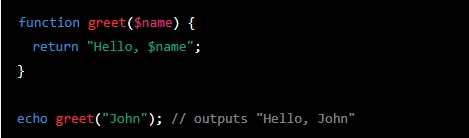 function greet($name) {
  return "Hello, $name";
}
echo greet("John"); // outputs "Hello, John"